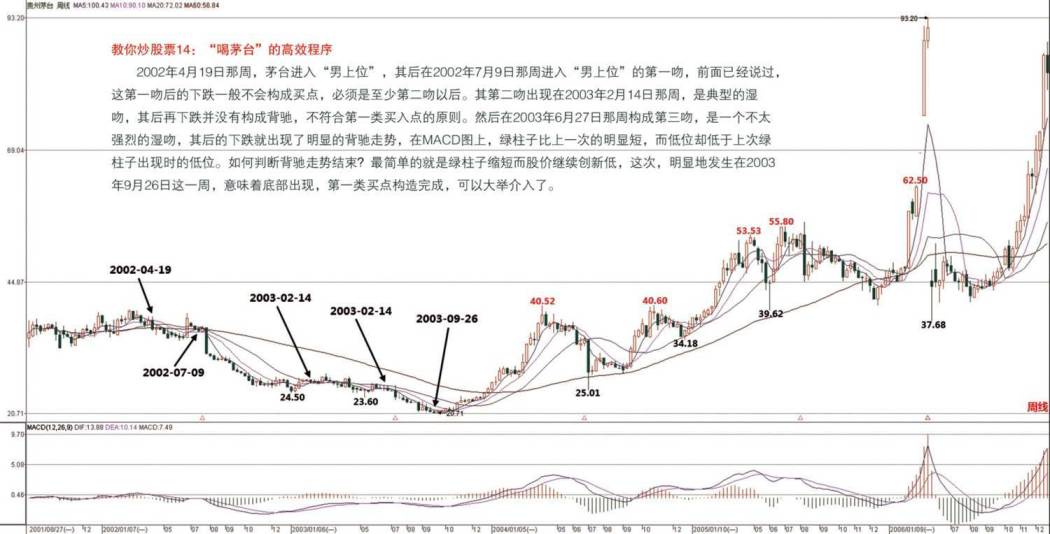 贵州茅台 周线 MA5:100.43 MA10:90.10 MA20:72.02 MA60:56.84
93.20
93.20
教你炒股票14：“喝茅台”的高效程序
2002年4月19日那周，茅台进入“男上位”，其后在2002年7月9日那周进入“男上位”的第一吻，前面已经说过，
这第一吻后的下跌一般不会构成买点，必须是至少第二吻以后。其第二吻出现在2003年2月14日那周，是典型的湿
吻，其后再下跌并没有构成背驰，不符合第一类买入点的原则。然后在2003年6月27日那周构成第三吻，是一个不太
强烈的湿吻，其后的下跌就出现了明显的背驰走势，在MACD图上，绿柱子比上一次的明显短，而低位却低于上次绿
柱子出现时的低位。如何判断背驰走势结束？最简单的就是绿柱子缩短而股价继续创新低，这次，明显地发生在2003
年9月26日这一周，意味着底部出现，第一类买点构造完成，可以大举介入了。
69.04
62.50
55.80
53.53
2002-04-19
44.87
2003-02-14
40.52
40.60
2003-02-14
2003-09-26
39.62
37.68
34.18
2002-07-09
24.50
23.60
25.01
20.71
20.71
周线
MACD(12,26,9) DIF:13.88 DEA:10.14 MACD:7.49
9.70
5.08
0.46
2001/08/27(一) 12 2002/01/07(一) 05 07 08 09 10 12 2003/01/06(一) 05 08 09 10 12 2004/01/05(一) 05 06 07 08 10 12 2005/01/10(一) 05 06 07 08 10 12 2006/01/09(一) 07 08 09 10 11 12